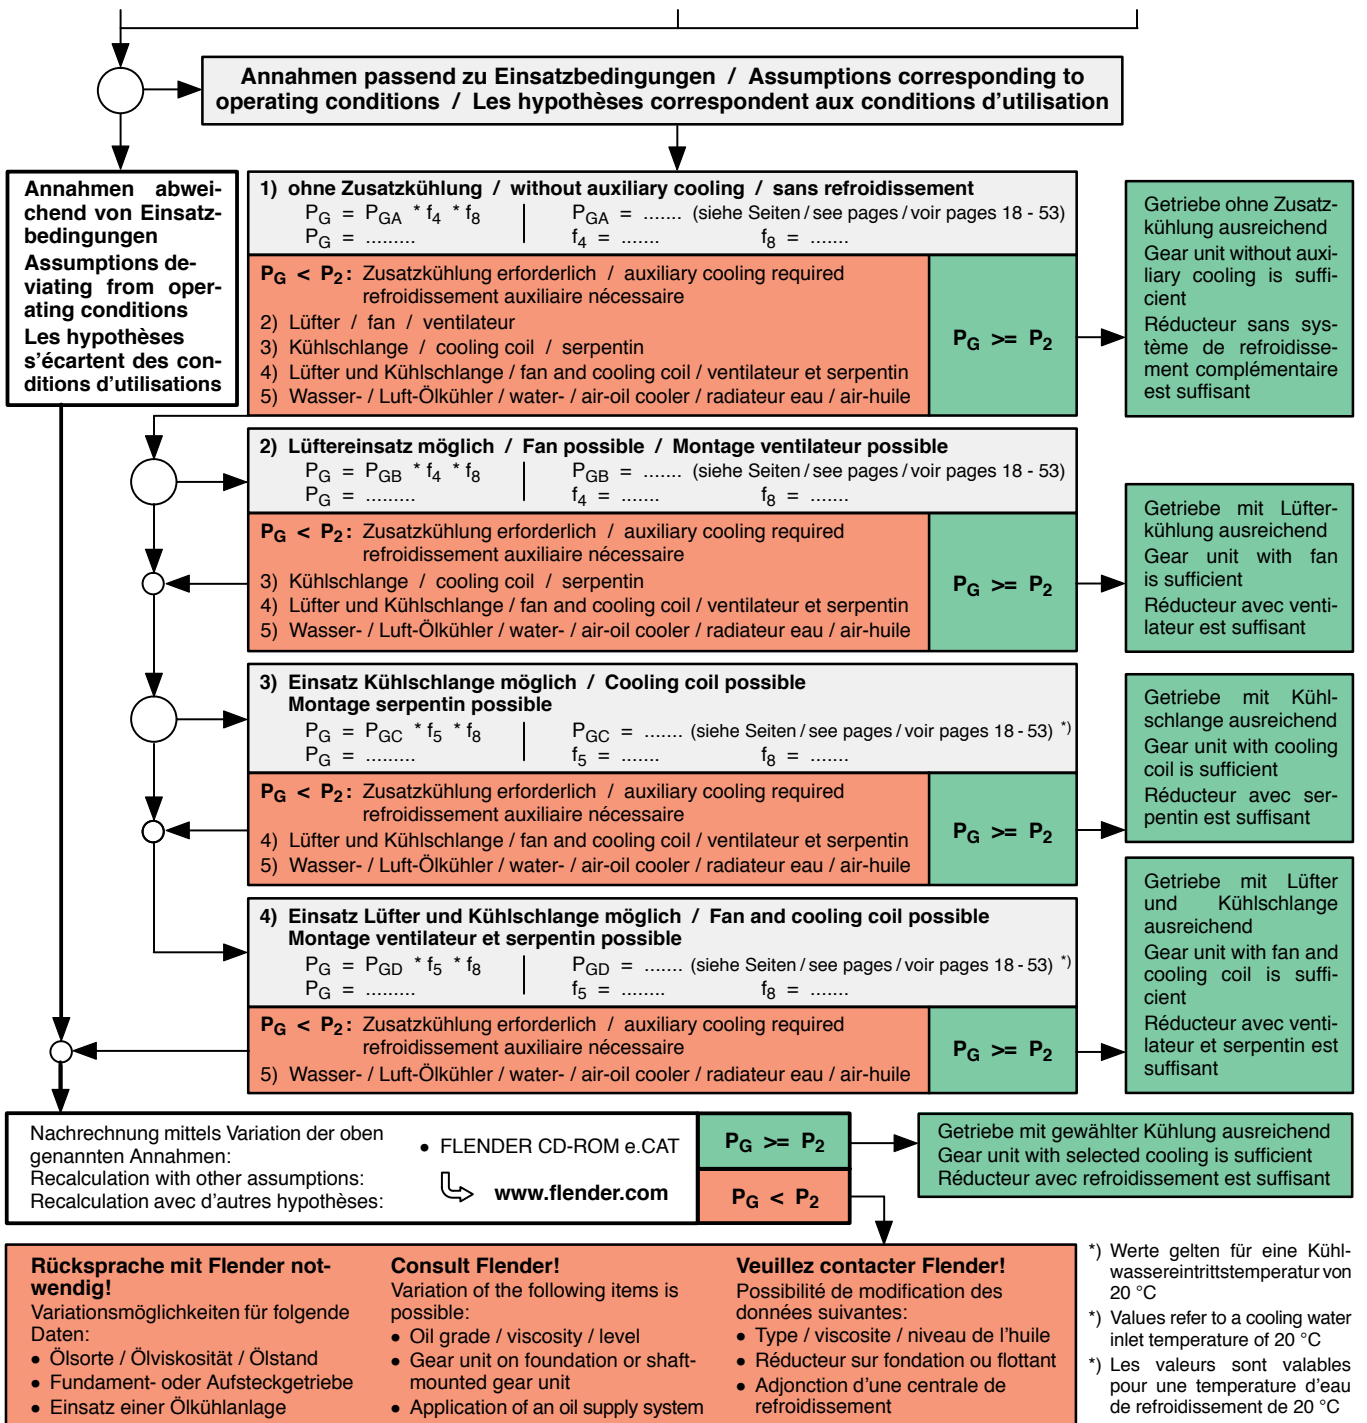 Annahmen passend zu Einsatzbedingungen / Assumptions corresponding to
operating conditions / Les hypothèses correspondent aux conditions d'utilisation
Annahmen abwei-
chend von Einsatz-
bedingungen
Assumptions de-
viating from oper-
ating conditions
Les hypothèses
s'écartent des con-
ditions d'utilisations
1) ohne Zusatzkühlung / without auxiliary cooling / sans refroidissement
PG = PGA * f4 * f8 PGA = ....... (siehe Seiten / see pages / voir pages 18 - 53)
PG = ......... f4 = ....... f8 = .......
PG < P2: Zusatzkühlung erforderlich / auxiliary cooling required
refroidissement auxiliaire nécessaire
2) Lüfter / fan / ventilateur
3) Kühlschlange / cooling coil / serpentin
4) Lüfter und Kühlschlange / fan and cooling coil / ventilateur et serpentin
5) Wasser- / Luft-Ölkühler / water- / air-oil cooler / radiateur eau / air-huile
PG >= P2
Getriebe ohne Zusatz-
kühlung ausreichend
Gear unit without auxi-
liary cooling is suffi-
cient
Réducteur sans sys-
tème de refroidisse-
ment complémentaire
est suffisant
2) Lüftereinsatz möglich / Fan possible / Montage ventilateur possible
PG = PGB * f4 * f8 PGB = ....... (siehe Seiten / see pages / voir pages 18 - 53)
PG = ......... f4 = ....... f8 = .......
PG < P2: Zusatzkühlung erforderlich / auxiliary cooling required
refroidissement auxiliaire nécessaire
3) Kühlschlange / cooling coil / serpentin
4) Lüfter und Kühlschlange / fan and cooling coil / ventilateur et serpentin
5) Wasser- / Luft-Ölkühler / water- / air-oil cooler / radiateur eau / air-huile
PG >= P2
Getriebe mit Lüfter-
kühlung ausreichend
Gear unit with fan
is sufficient
Réducteur avec venti-
lateur est suffisant
3) Einsatz Kühlschlange möglich / Cooling coil possible
Montage serpentin possible
PG = PGC * f5 * f8 PGC = ....... (siehe Seiten / see pages / voir pages 18 - 53) *)
PG = ......... f5 = ....... f8 = .......
PG < P2: Zusatzkühlung erforderlich / auxiliary cooling required
refroidissement auxiliaire nécessaire
4) Lüfter und Kühlschlange / fan and cooling coil / ventilateur et serpentin
5) Wasser- / Luft-Ölkühler / water- / air-oil cooler / radiateur eau / air-huile
PG >= P2
Getriebe mit Kühl-
schlange ausreichend
Gear unit with cooling
coil is sufficient
Réducteur avec ser-
pentin est suffisant
4) Einsatz Lüfter und Kühlschlange möglich / Fan and cooling coil possible
Montage ventilateur et serpentin possible
PG = PGD * f5 * f8 PGD = ....... (siehe Seiten / see pages / voir pages 18 - 53) *)
PG = ......... f5 = ....... f8 = .......
PG < P2: Zusatzkühlung erforderlich / auxiliary cooling required
refroidissement auxiliaire nécessaire
5) Wasser- / Luft-Ölkühler / water- / air-oil cooler / radiateur eau / air-huile
PG >= P2
Getriebe mit Lüfter
und Kühlschlange
ausreichend
Gear unit with fan and
cooling coil is suffi-
cient
Réducteur avec venti-
lateur et serpentin est
suffisant
Nachrechnung mittels Variation der oben
genannten Annahmen:
Recalculation with other assumptions:
Recalculation avec d'autres hypothèses:
• FLENDER CD-ROM e.CAT
www.flender.com
PG >= P2
PG < P2
Getriebe mit gewählter Kühlung ausreichend
Gear unit with selected cooling is sufficient
Réducteur avec refroidissement est suffisant
Rücksprache mit Flender not-
wendig!
Variationsmöglichkeiten für folgende
Daten:
• Ölsorte / Ölviskosität / Ölstand
• Fundament- oder Aufsteckgetriebe
• Einsatz einer Ölkühlanlage
Consult Flender!
Variation of the following items is
possible:
• Oil grade / viscosity / level
• Gear unit on foundation or shaft-
mounted gear unit
• Application of an oil supply system
Veuillez contacter Flender!
Possibilité de modification des
données suivantes:
• Type / viscosite / niveau de l'huile
• Réducteur sur fondation ou flottant
• Adjonction d'une centrale de
refroidissement
*) Werte gelten für eine Kühl-
wassereintrittstemperatur von
20 °C
*) Values refer to a cooling water
inlet temperature of 20 °C
*) Les valeurs sont valables
pour une temperature d'eau
de refroidissement de 20 °C